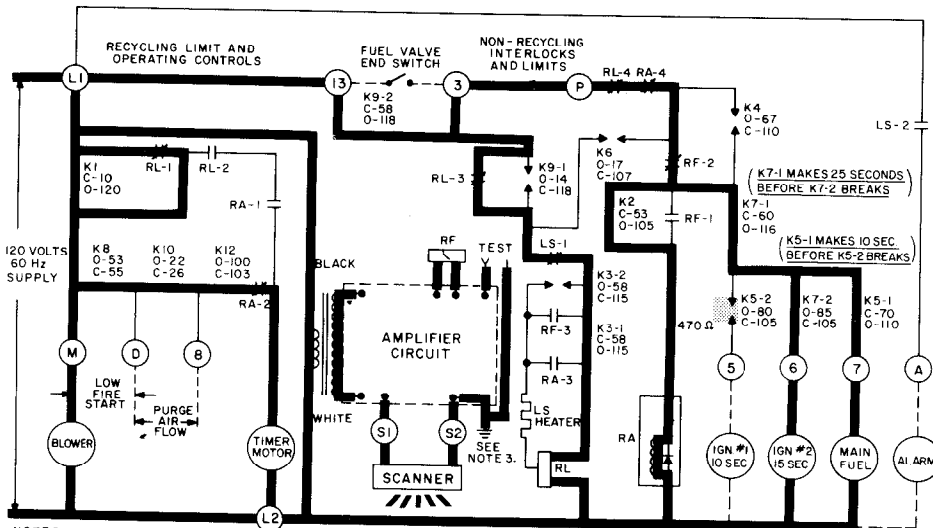 L1
RECYCLING LIMIT AND
OPERATING CONTROLS
13
FUEL VALVE
END SWITCH
K9-2
C-58
O-118
3
NON-RECYCLING
INTERLOCKS
AND LIMITS
P
RL-4 RA-4
K4
O-67
C-110
LS-2
K1
C-10
O-120
RL-1
RL-2
RA-1
RL-3
K9-1
O-14
C-118
K6
O-17
C-107
RF-2
(K7-1 MAKES 25 SECONDS
BEFORE K7-2 BREAKS)
K2
C-53
O-105
RF-1
K7-1
C-60
O-116
(K5-1 MAKES 10 SEC.
BEFORE K5-2 BREAKS)
120 VOLTS
60 Hz
SUPPLY
K8
O-53
C-55
K10
O-22
C-26
K12
O-100
C-103
RA-2
BLACK
RF
TEST
LS-1
K3-2
O-58
C-115
RF-3
K3-1
C-58
O-115
RA-3
AMPLIFIER
CIRCUIT
470Ω
K5-2
O-80
C-105
K7-2
O-85
C-105
K5-1
C-70
O-110
M
D
8
5
6
7
A
LOW
FIRE
START
PURGE
AIR
FLOW
WHITE
S1
S2
LS
HEATER
SEE
NOTE 3.
RA
BLOWER
TIMER
MOTOR
SCANNER
RL
IGN #1
10 SEC
IGN #2
15 SEC
MAIN
FUEL
ALARM
L2